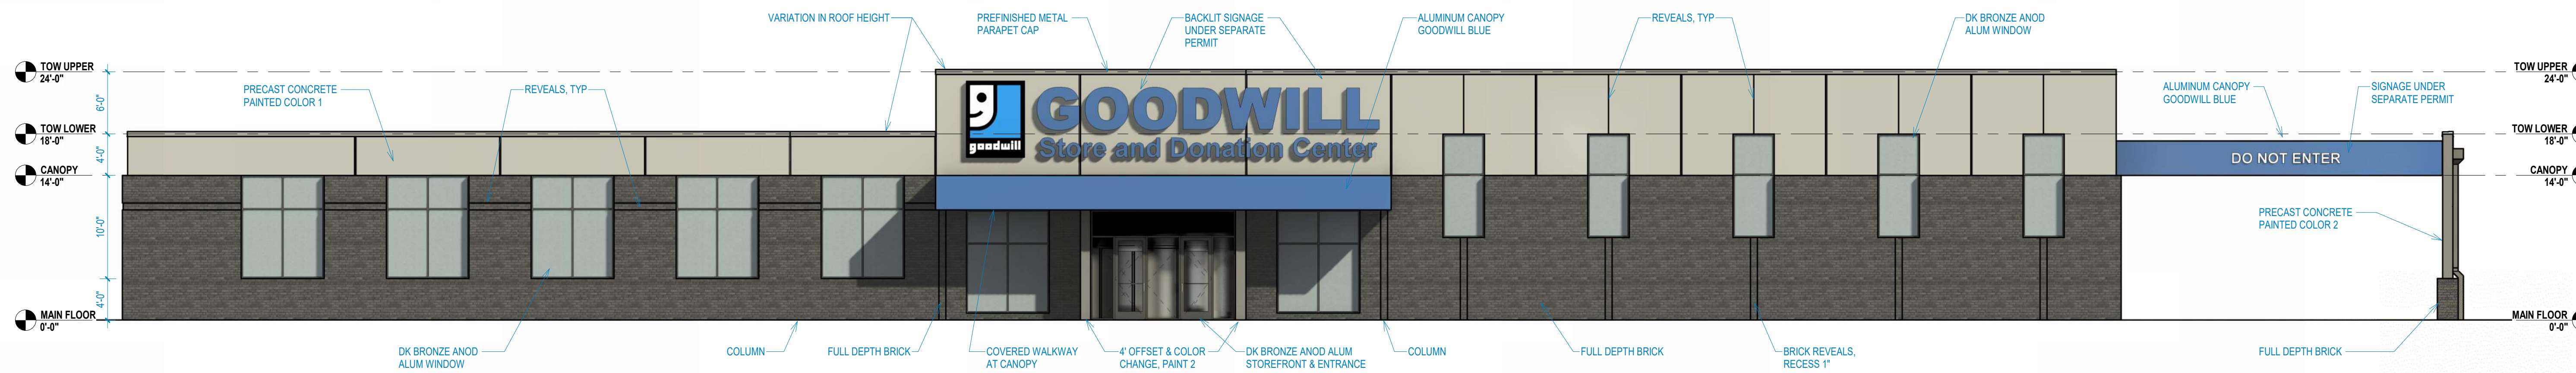 VARIATION IN ROOF HEIGHT
PREFINISHED METAL
PARAPET CAP
BACKLIT SIGNAGE
UNDER SEPARATE
PERMIT
ALUMINUM CANOPY
GOODWILL BLUE
REVEALS, TYP
DK BRONZE ANOD
ALUM WINDOW
TOW UPPER
24'-0"
TOW UPPER
24'-0"
6'-0"
PRECAST CONCRETE
PAINTED COLOR 1
REVEALS, TYP
ALUMINUM CANOPY
GOODWILL BLUE
SIGNAGE UNDER
SEPARATE PERMIT
goodwill
GOODWILL
Store and Donation Center
TOW LOWER
18'-0"
TOW LOWER
18'-0"
4'-0"
DO NOT ENTER
CANOPY
14'-0"
CANOPY
14'-0"
10'-0"
PRECAST CONCRETE
PAINTED COLOR 2
4'-0"
MAIN FLOOR
0'-0"
MAIN FLOOR
0'-0"
DK BRONZE ANOD
ALUM WINDOW
COLUMN
FULL DEPTH BRICK
COVERED WALKWAY
AT CANOPY
4' OFFSET & COLOR
CHANGE, PAINT 2
DK BRONZE ANOD ALUM
STOREFRONT & ENTRANCE
COLUMN
FULL DEPTH BRICK
BRICK REVEALS,
RECESS 1"
FULL DEPTH BRICK